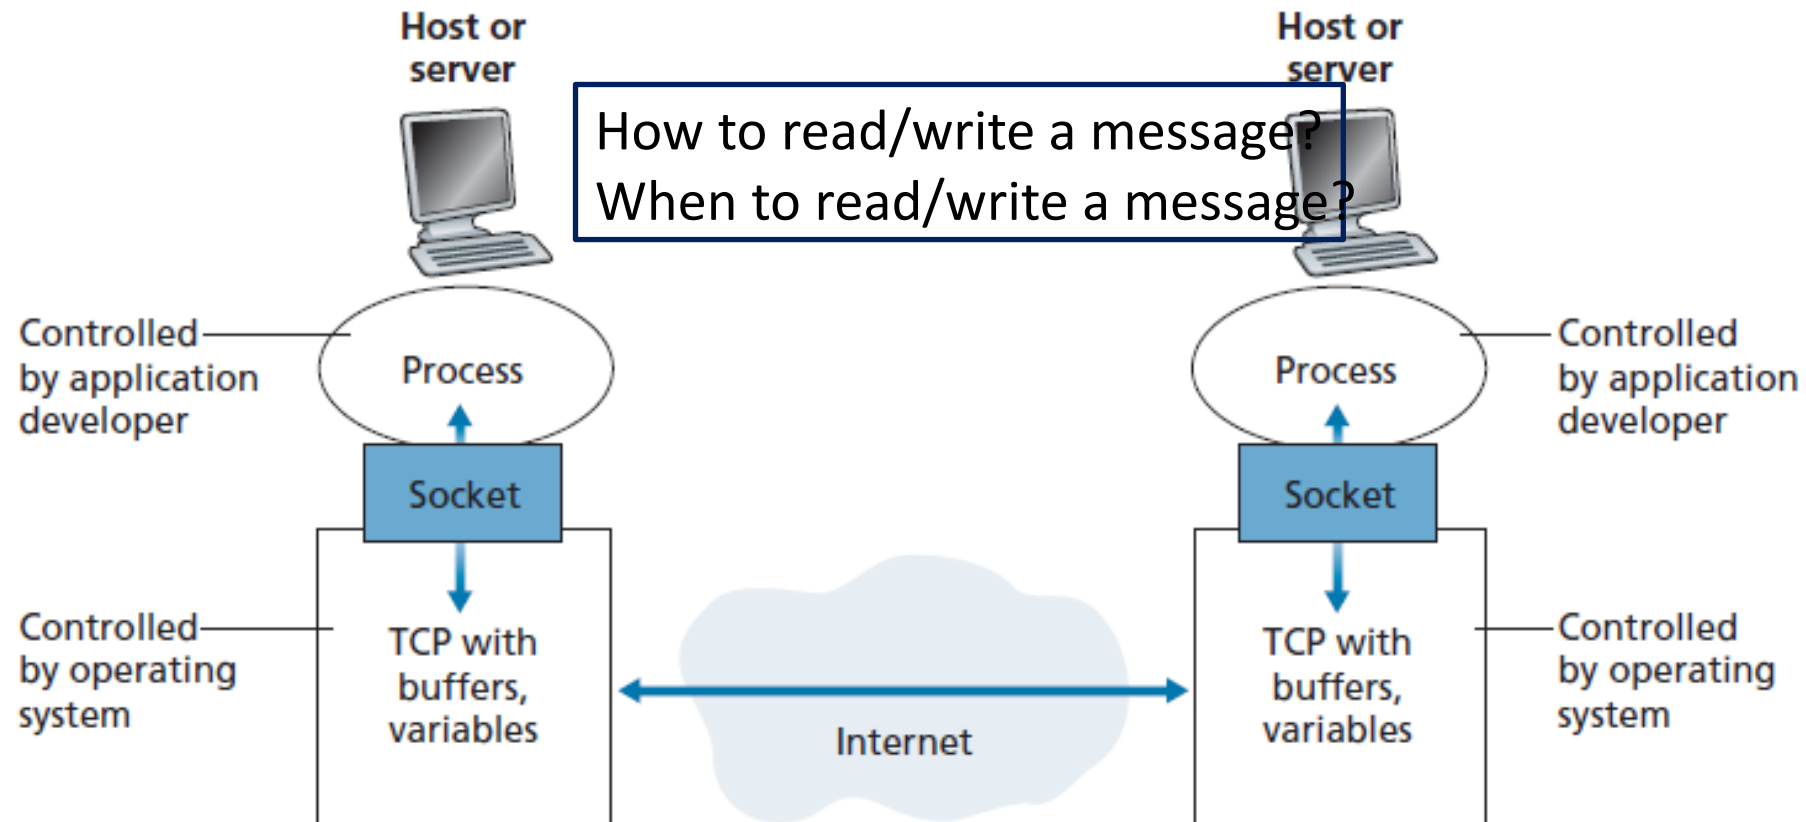 Host or
server
Host or
server
How to read/write a message?
When to read/write a message?
Controlled
by application
developer
Process
Process
Controlled
by application
developer
Socket
Socket
Controlled
by operating
system
TCP with
buffers,
variables
Internet
TCP with
buffers,
variables
Controlled
by operating
system